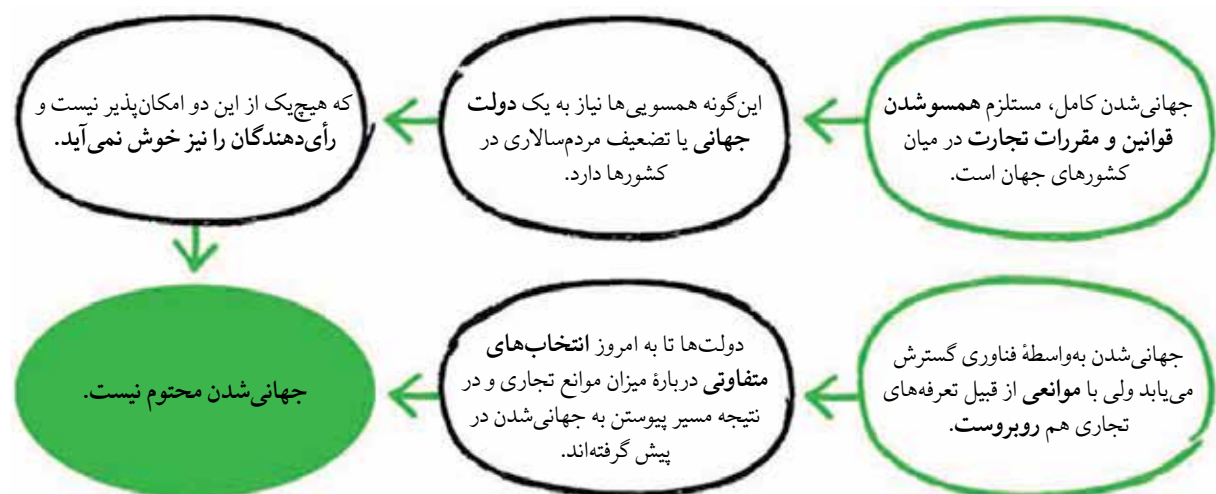 جهانی‌شدن کامل، مستلزم همسوشدن
قوانین و مقررات تجارت در میان
کشورهای جهان است.
این‌گونه همسویی‌ها نیاز به یک دولت
جهانی یا تضعیف مردم‌سالاری در
کشورها دارد.
که هیچ‌یک از این دو امکان‌پذیر نیست و
رأی‌دهندگان را نیز خوش نمی‌آید.
جهانی‌شدن به‌واسطهٔ فناوری گسترش
می‌یابد ولی با موانعی از قبیل تعرفه‌های
تجاری هم روبروست.
دولت‌ها تا به امروز انتخاب‌های
متفاوتی دربارهٔ میزان موانع تجاری و در
نتیجه مسیر پیوستن به جهانی‌شدن در
پیش گرفته‌اند.
جهانی‌شدن محتوم نیست.